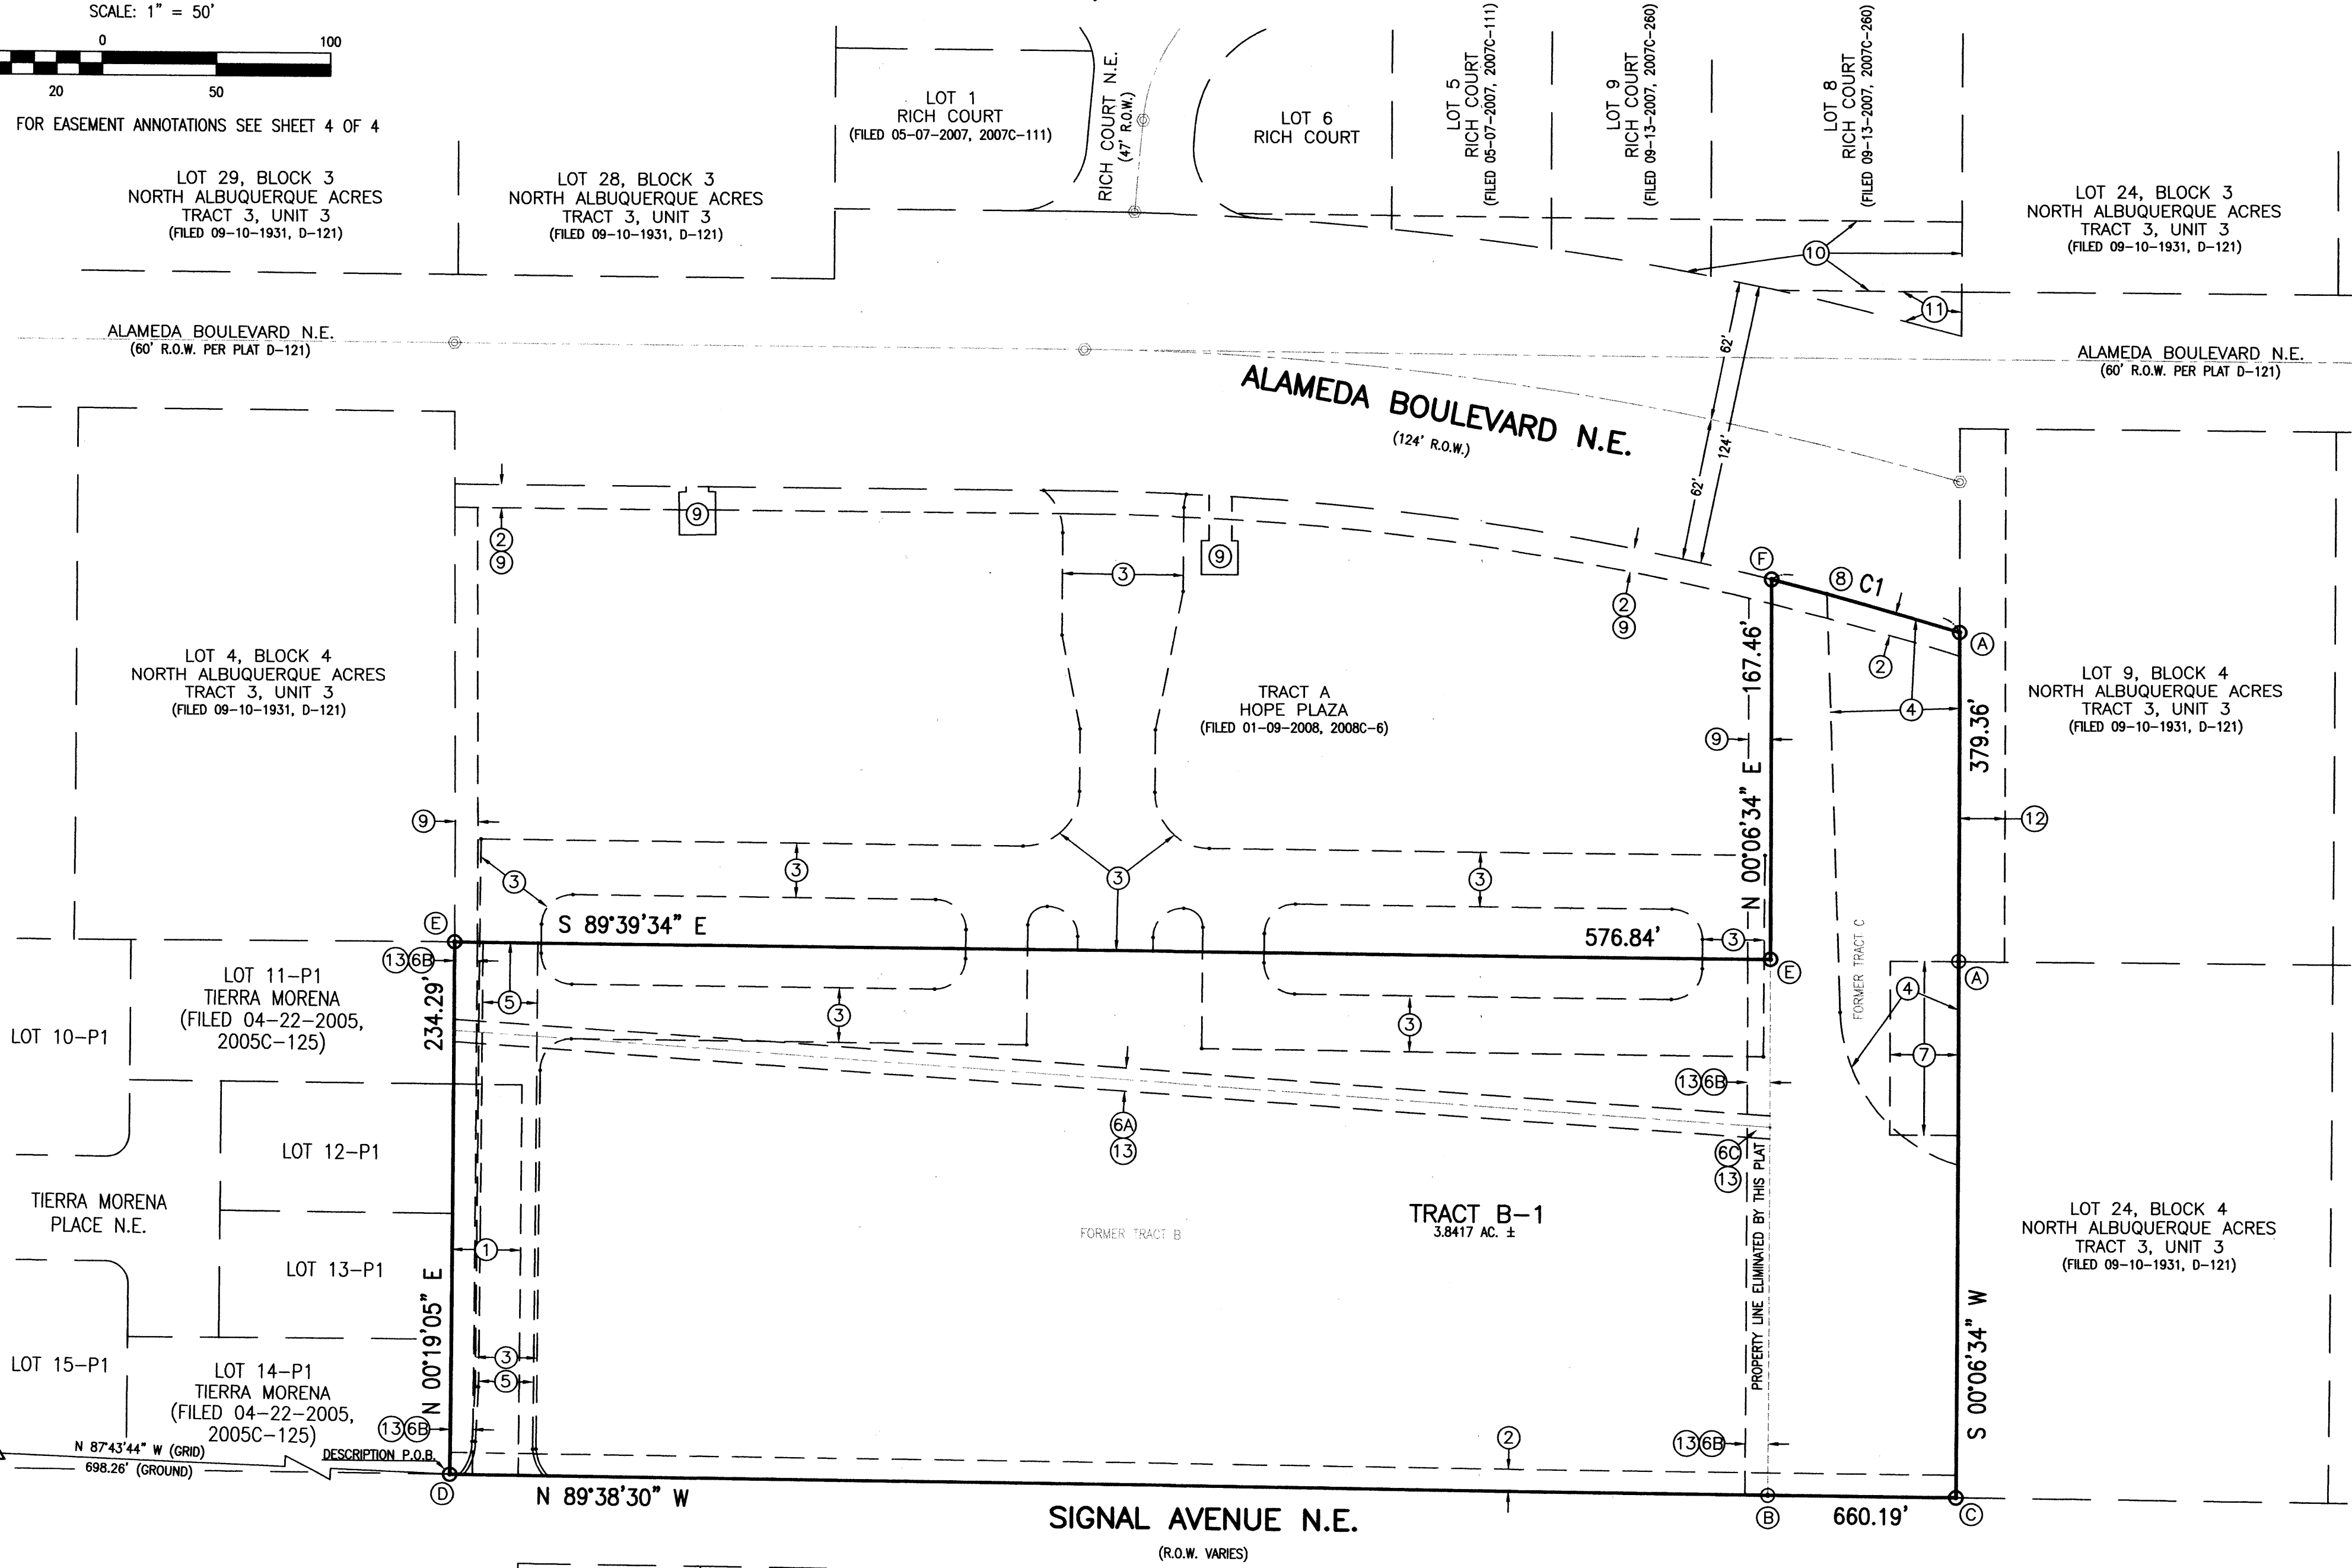 SCALE: 1" = 50'
0
100
20
50
FOR EASEMENT ANNOTATIONS SEE SHEET 4 OF 4
LOT 29, BLOCK 3
NORTH ALBUQUERQUE ACRES
TRACT 3, UNIT 3
(FILED 09-10-1931, D-121)
LOT 28, BLOCK 3
NORTH ALBUQUERQUE ACRES
TRACT 3, UNIT 3
(FILED 09-10-1931, D-121)
LOT 1
RICH COURT
(FILED 05-07-2007, 2007C-111)
RICH COURT N.E.
(47' R.O.W.)
LOT 6
RICH COURT
LOT 5
RICH COURT
(FILED 05-07-2007, 2007C-111)
LOT 9
RICH COURT
(FILED 09-13-2007, 2007C-260)
LOT 8
RICH COURT
(FILED 09-13-2007, 2007C-260)
LOT 24, BLOCK 3
NORTH ALBUQUERQUE ACRES
TRACT 3, UNIT 3
(FILED 09-10-1931, D-121)
10
11
ALAMEDA BOULEVARD N.E.
(60' R.O.W. PER PLAT D-121)
ALAMEDA BOULEVARD N.E.
(124' R.O.W.)
62'
62'
124'
ALAMEDA BOULEVARD N.E.
(60' R.O.W. PER PLAT D-121)
2
9
9
9
3
2
9
F
8 C1
A
2
4
LOT 4, BLOCK 4
NORTH ALBUQUERQUE ACRES
TRACT 3, UNIT 3
(FILED 09-10-1931, D-121)
TRACT A
HOPE PLAZA
(FILED 01-09-2008, 2008C-6)
9
N 00°06'34" E 167.46'
379.36'
LOT 9, BLOCK 4
NORTH ALBUQUERQUE ACRES
TRACT 3, UNIT 3
(FILED 09-10-1931, D-121)
12
9
3
3
3
3
E
S 89°39'34" E
576.84'
3
E
A
FORMER TRACT C
4
7
13 6B
234.29'
5
3
3
LOT 11-P1
TIERRA MORENA
(FILED 04-22-2005,
2005C-125)
LOT 10-P1
13 6B
6A
13
6C
13
LOT 12-P1
TIERRA MORENA
PLACE N.E.
1
FORMER TRACT B
TRACT B-1
3.8417 AC. ±
PROPERTY LINE ELIMINATED BY THIS PLAT
LOT 24, BLOCK 4
NORTH ALBUQUERQUE ACRES
TRACT 3, UNIT 3
(FILED 09-10-1931, D-121)
LOT 13-P1
N 00°19'05" E
S 00°06'34" W
LOT 15-P1
LOT 14-P1
TIERRA MORENA
(FILED 04-22-2005,
2005C-125)
3
5
13 6B
13 6B
2
N 87°43'44" W (GRID)
698.26' (GROUND)
DESCRIPTION P.O.B.
D
N 89°38'30" W
SIGNAL AVENUE N.E.
(R.O.W. VARIES)
B
660.19'
C